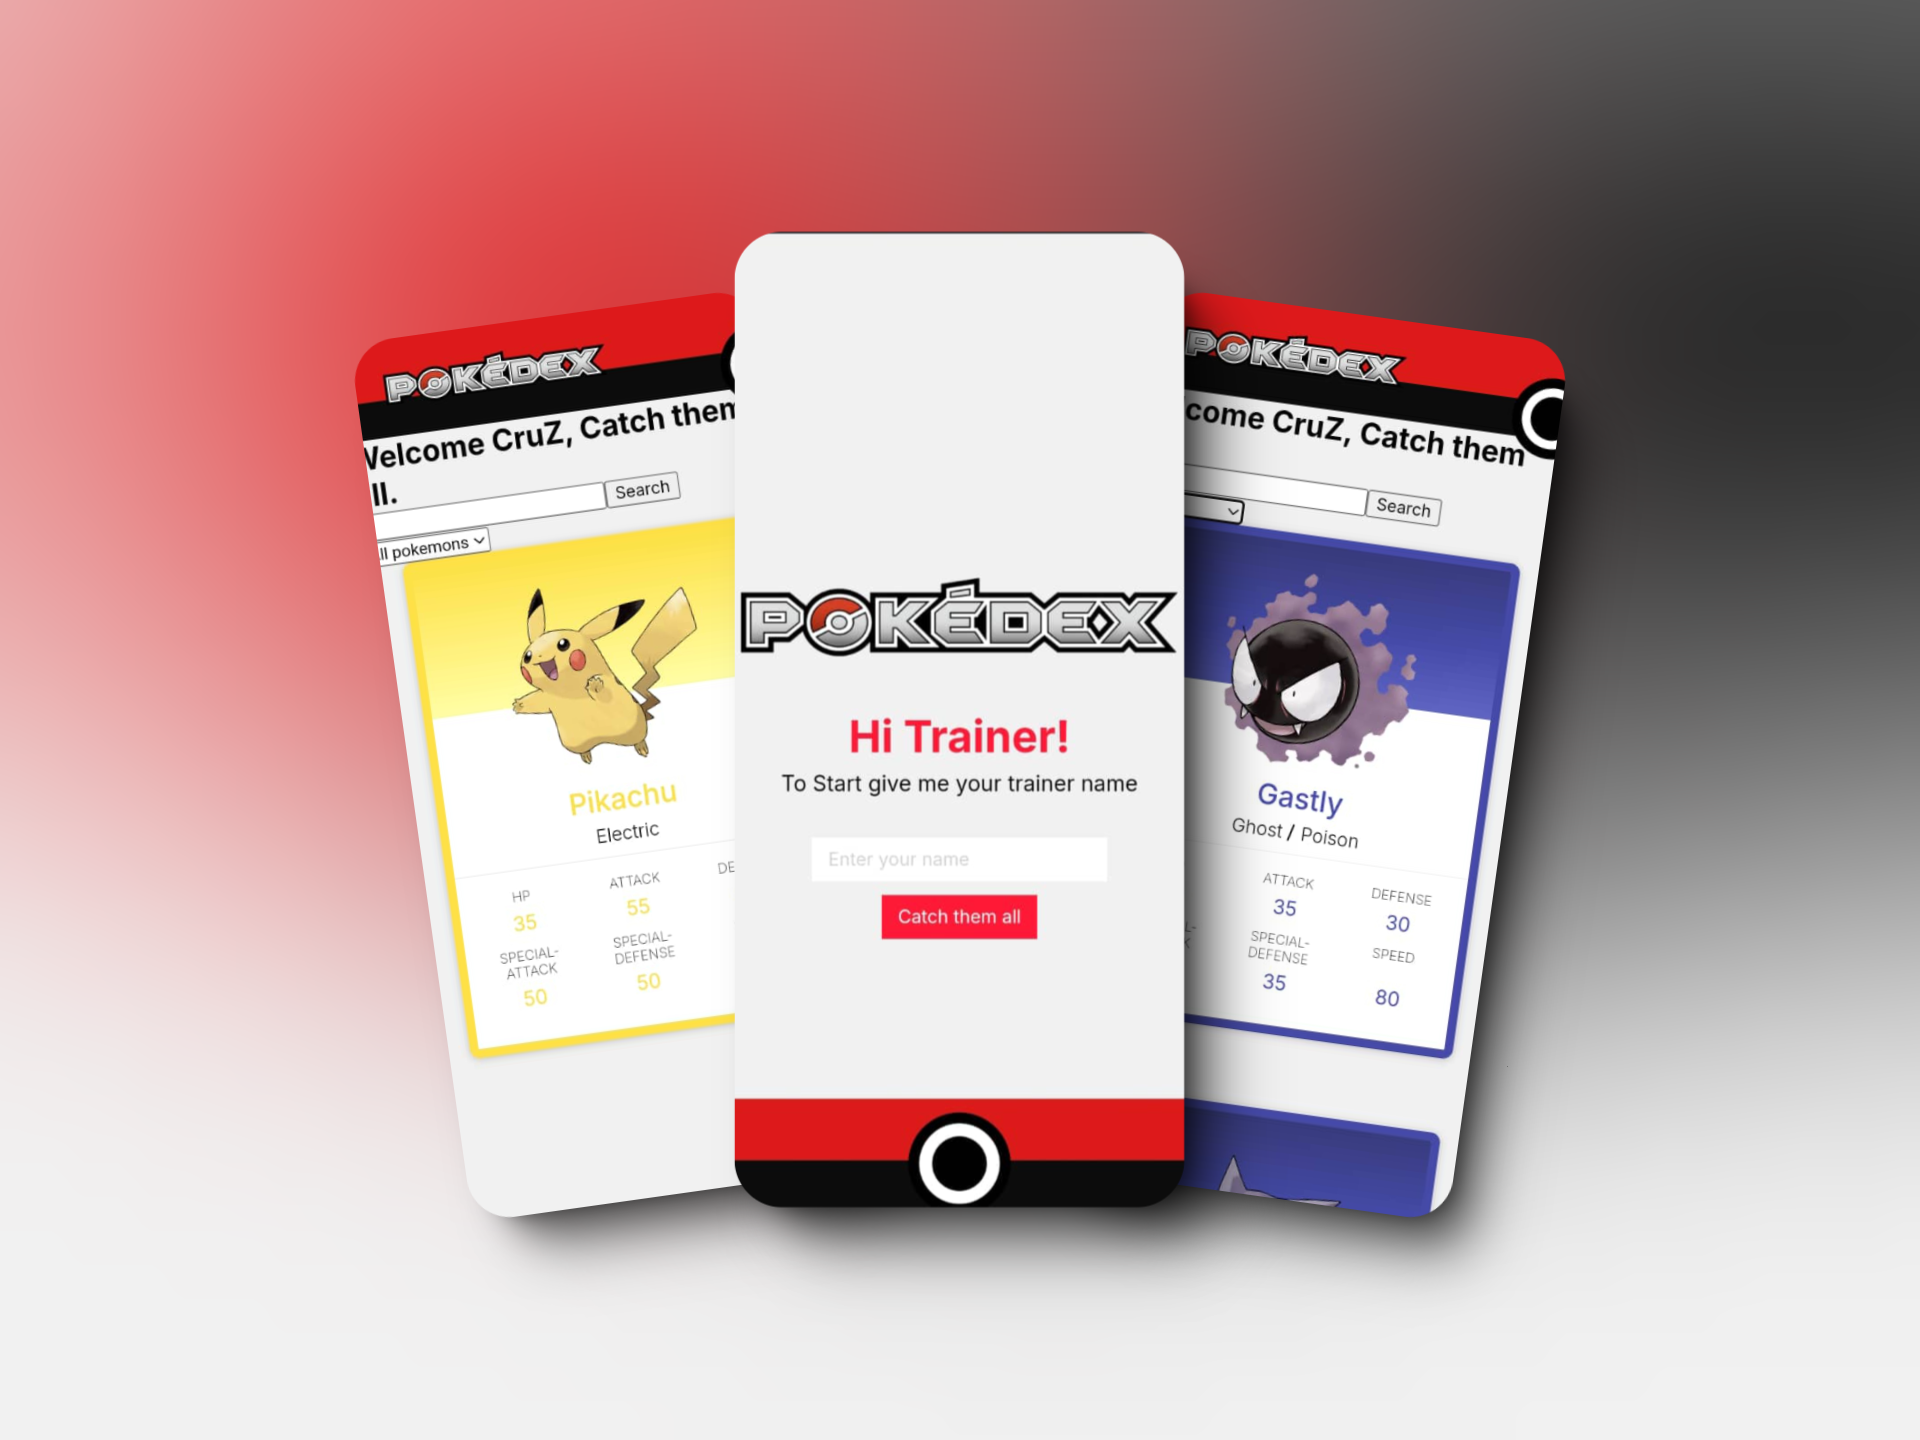 POKÉDEX
Welcome CruZ, Catch them
ll.
Search
ll pokemons
Pikachu
Electric
HP
35
ATTACK
55
DE
SPECIAL-
ATTACK
50
SPECIAL-
DEFENSE
50
POKÉDEX
Hi Trainer!
To Start give me your trainer name
Enter your name
Catch them all
POKÉDEX
come CruZ, Catch them
Search
Gastly
Ghost / Poison
ATTACK
35
DEFENSE
30
SPECIAL-
DEFENSE
35
SPEED
80